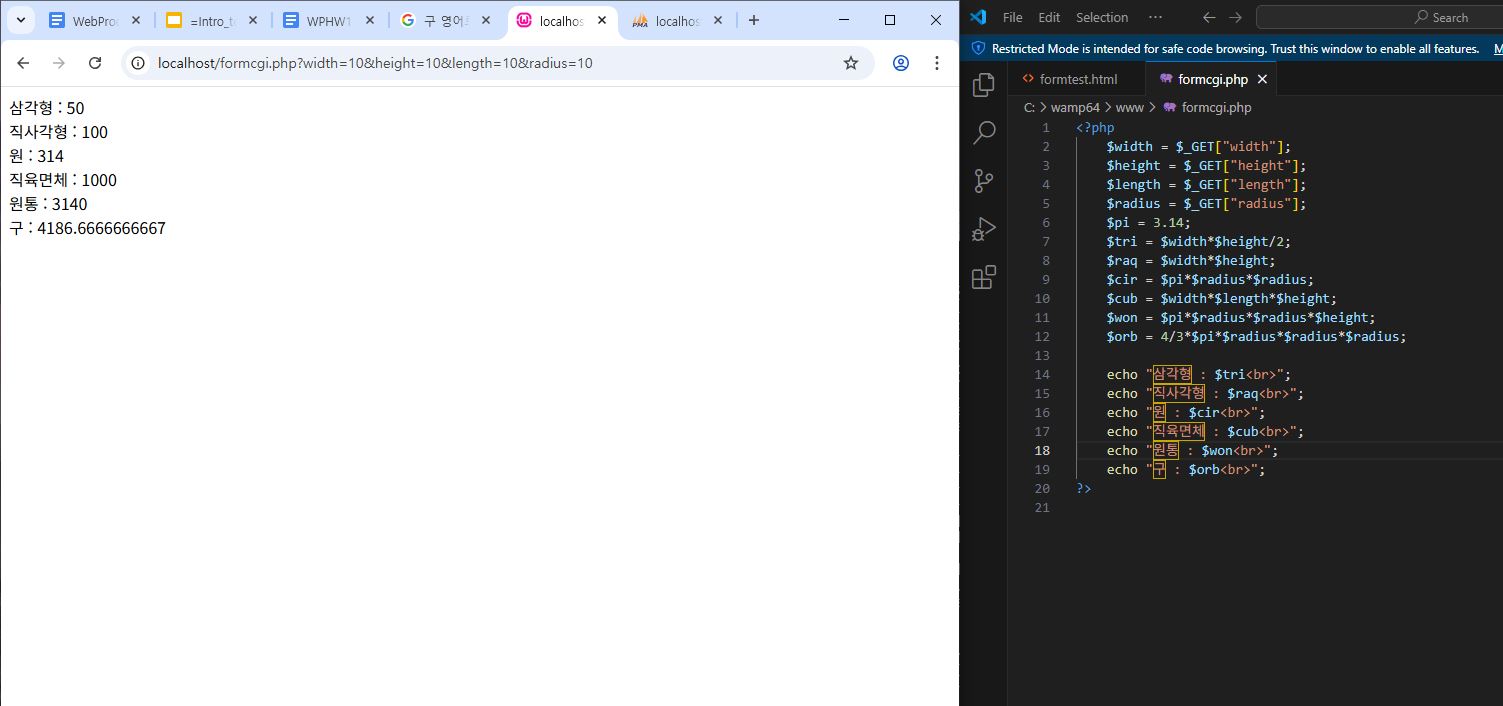 WebProc
=Intro_t
WPHW1
구 영어로
localhos
localhos
localhost/formcgi.php?width=10&height=10&length=10&radius=10
삼각형 : 50
직사각형 : 100
원 : 314
직육면체 : 1000
원통 : 3140
구 : 4186.6666666667
File Edit Selection ··· Search
Restricted Mode is intended for safe code browsing. Trust this window to enable all features. M
formtest.html formcgi.php
C: > wamp64 > www > formcgi.php
1 <?php
2 $width = $_GET["width"];
3 $height = $_GET["height"];
4 $length = $_GET["length"];
5 $radius = $_GET["radius"];
6 $pi = 3.14;
7 $tri = $width*$height/2;
8 $raq = $width*$height;
9 $cir = $pi*$radius*$radius;
10 $cub = $width*$length*$height;
11 $won = $pi*$radius*$radius*$height;
12 $orb = 4/3*$pi*$radius*$radius*$radius;
13
14 echo "삼각형 : $tri<br>";
15 echo "직사각형 : $raq<br>";
16 echo "원 : $cir<br>";
17 echo "직육면체 : $cub<br>";
18 echo "원통 : $won<br>";
19 echo "구 : $orb<br>";
20 ?>
21